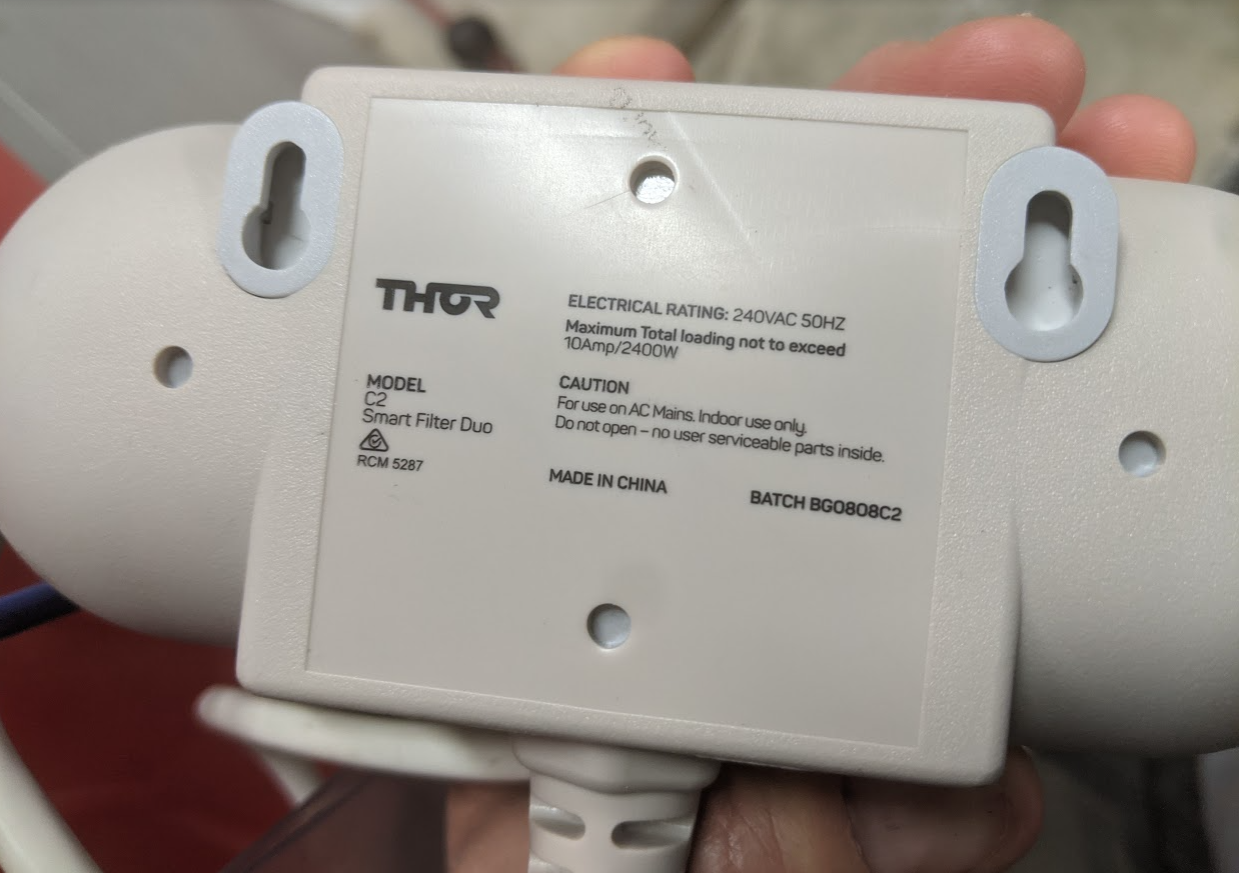 THOR
MODEL
C2
Smart Filter Duo
RCM 5287
ELECTRICAL RATING: 240VAC 50HZ
Maximum Total loading not to exceed
10Amp/2400W
CAUTION
For use on AC Mains. Indoor use only.
Do not open – no user serviceable parts inside.
MADE IN CHINA
BATCH BG0808C2